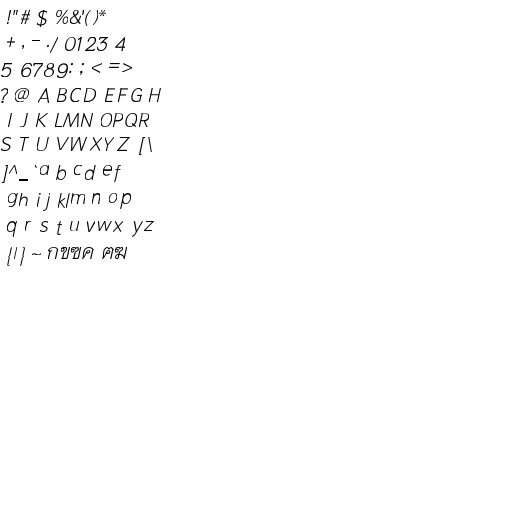 !"# $ %&'()*
+ , - ./ 0123 4
5 6789: ; < = >
? @ A BCD EFG H
I J K LMN OPQR
S T U VWXYZ [\
]^_ `a b cd ef
gh i j klm n op
q r s t u vwx yz
{|} ~ กขฃค ฅฆ